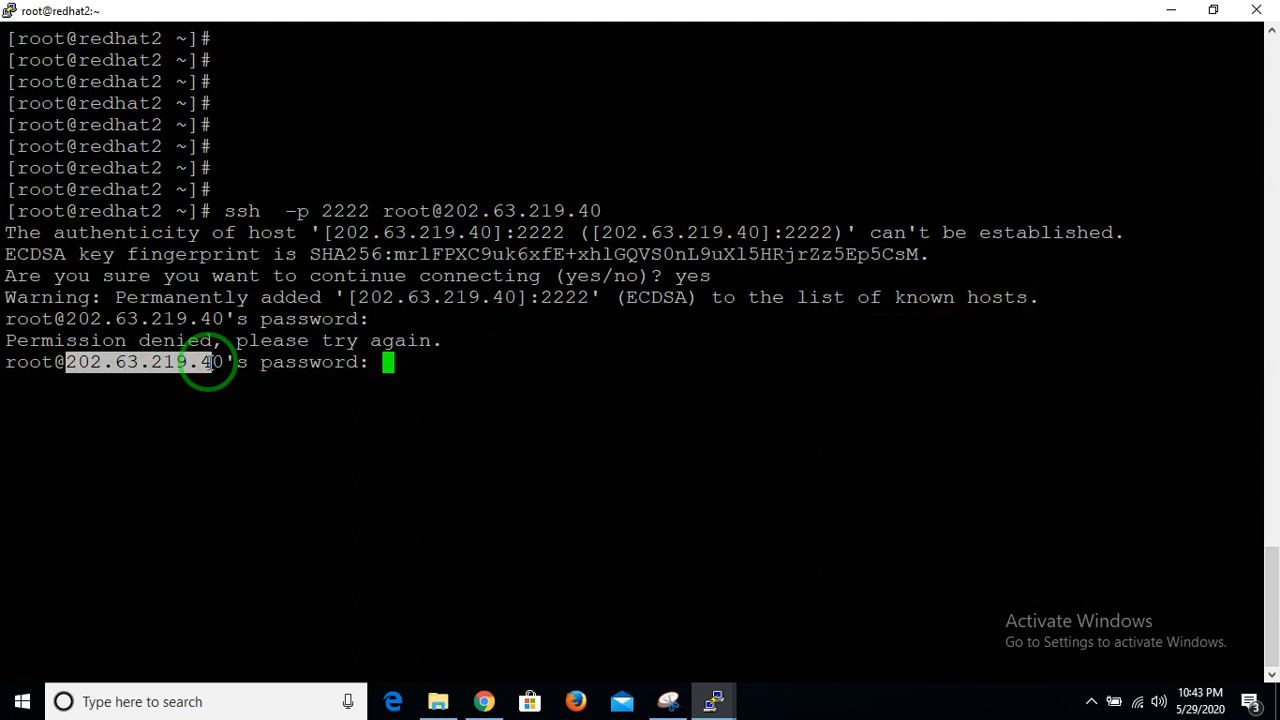 root@redhat2:~
[root@redhat2 ~]#
[root@redhat2 ~]#
[root@redhat2 ~]#
[root@redhat2 ~]#
[root@redhat2 ~]#
[root@redhat2 ~]#
[root@redhat2 ~]#
[root@redhat2 ~]#
[root@redhat2 ~]# ssh  -p 2222 root@202.63.219.40
The authenticity of host '[202.63.219.40]:2222 ([202.63.219.40]:2222)' can't be established.
ECDSA key fingerprint is SHA256:mrlFPXC9uk6xfE+xhlGQVS0nL9uXl5HRjrZz5Ep5CsM.
Are you sure you want to continue connecting (yes/no)? yes
Warning: Permanently added '[202.63.219.40]:2222' (ECDSA) to the list of known hosts.
root@202.63.219.40's password:
Permission denied, please try again.
root@202.63.219.40's password:
Activate Windows
Go to Settings to activate Windows.
Type here to search
10:43 PM
5/29/2020
3